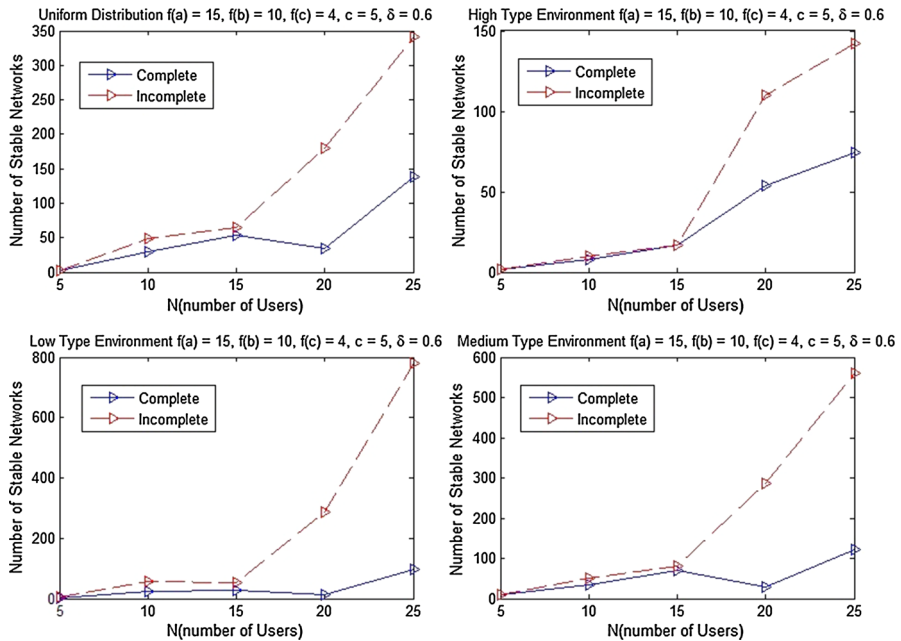 Uniform Distribution f(a) = 15, f(b) = 10, f(c) = 4, c = 5, δ = 0.6
350
300
250
200
150
100
50
0
Number of Stable Networks
Complete
Incomplete
5
10
15
20
25
N(number of Users)
High Type Environment f(a) = 15, f(b) = 10, f(c) = 4, c = 5, δ = 0.6
150
100
50
0
Number of Stable Networks
Complete
Incomplete
5
10
15
20
25
N(number of Users)
Low Type Environment f(a) = 15, f(b) = 10, f(c) = 4, c = 5, δ = 0.6
800
600
400
200
0
Number of Stable Networks
Complete
Incomplete
5
10
15
20
25
N(number of Users)
Medium Type Environment f(a) = 15, f(b) = 10, f(c) = 4, c = 5, δ = 0.6
600
500
400
300
200
100
0
Number of Stable Networks
Complete
Incomplete
5
10
15
20
25
N(number of Users)